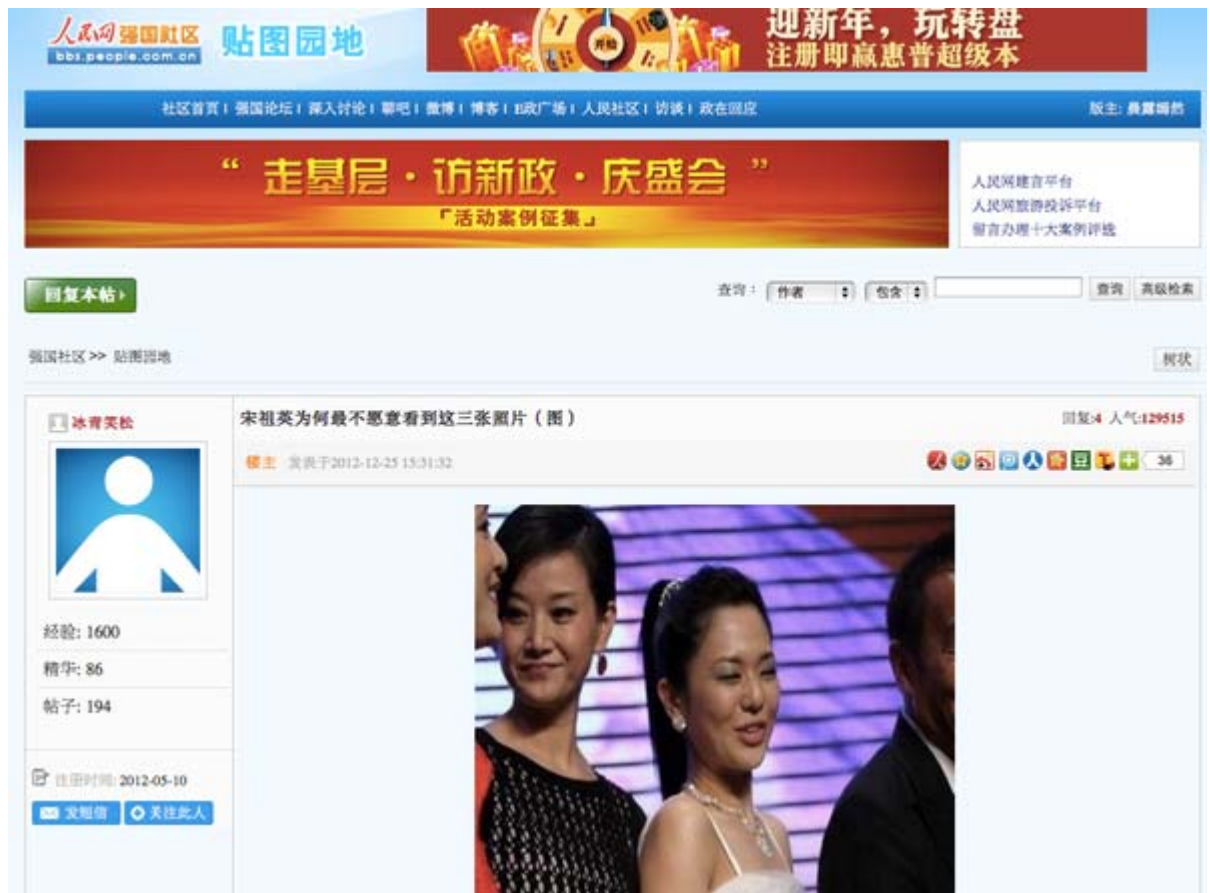 人民网 强国社区
bbs.people.com.cn
贴图园地
开始
迎新年，玩转盘
注册即赢惠普超级本
社区首页 | 强国论坛 | 深入讨论 | 聊吧 | 微博 | 博客 | E政广场 | 人民社区 | 访谈 | 政在回应
版主:
“ 走基层·访新政·庆盛会 ”
「活动案例征集」
人民网建言平台
人民网旅游投诉平台
留言办理十大案例评选
回复本帖
查询： 作者 包含 查询 高级检索
强国社区 >> 贴图园地
树状
冰青笑松
宋祖英为何最不愿意看到这三张照片（图）
回复:4 人气:129515
楼主 发表于2012-12-25 15:31:32
36
经验: 1600
精华: 86
帖子: 194
注册时间: 2012-05-10
发短信 关注此人